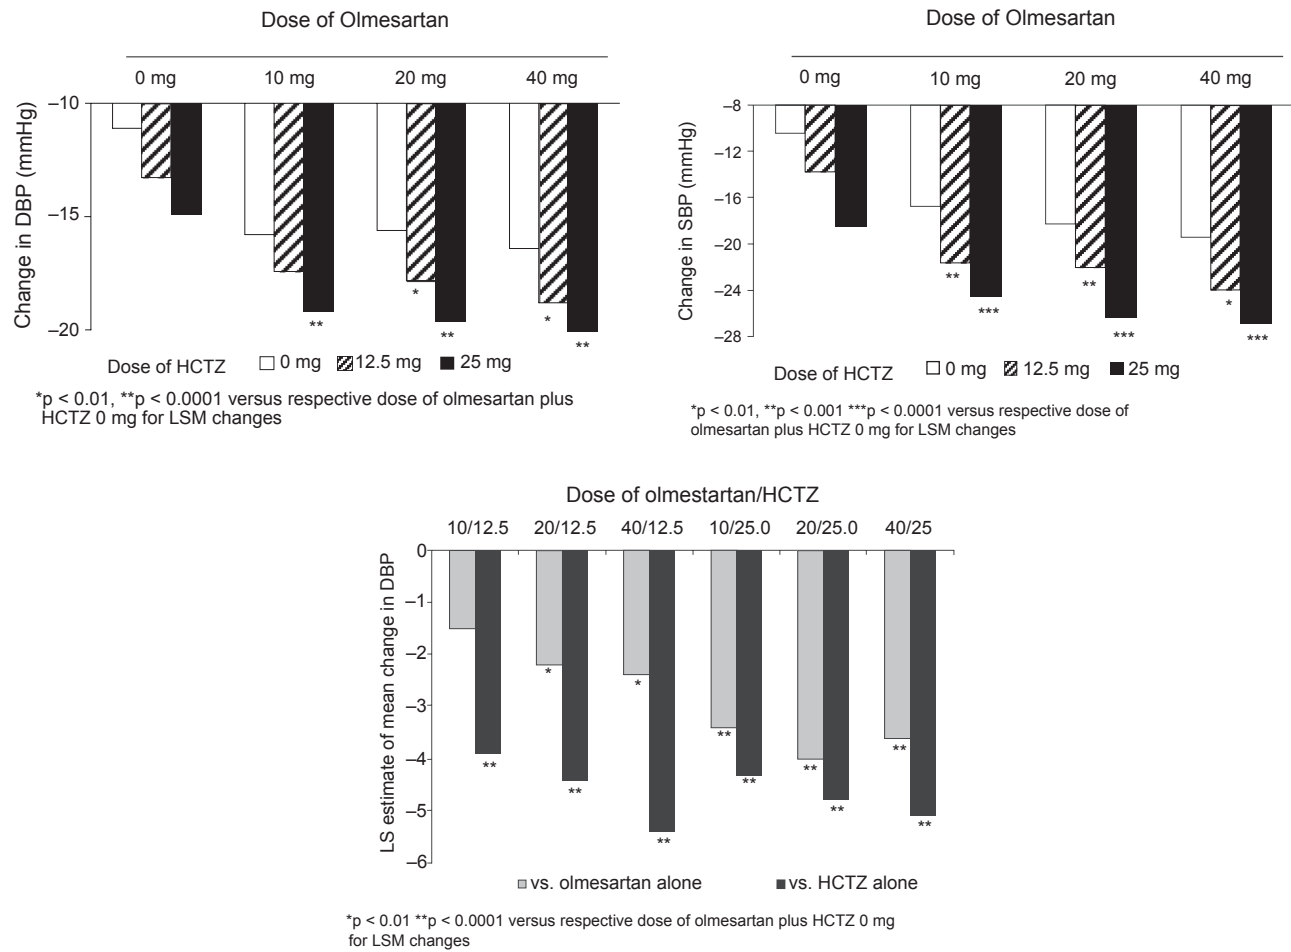 Dose of Olmesartan
0 mg 10 mg 20 mg 40 mg
Change in DBP (mmHg)
–10
–15
–20
*
*
**
**
**
Dose of HCTZ 0 mg 12.5 mg 25 mg
*p < 0.01, **p < 0.0001 versus respective dose of olmesartan plus
HCTZ 0 mg for LSM changes
Dose of Olmesartan
0 mg 10 mg 20 mg 40 mg
Change in SBP (mmHg)
–8
–12
–16
–20
–24
–28
** ** *
*** *** ***
Dose of HCTZ 0 mg 12.5 mg 25 mg
*p < 0.01, **p < 0.001 ***p < 0.0001 versus respective dose of
olmesartan plus HCTZ 0 mg for LSM changes
Dose of olmestartan/HCTZ
10/12.5 20/12.5 40/12.5 10/25.0 20/25.0 40/25
LS estimate of mean change in DBP
0
–1
–2
–3
–4
–5
–6
* * ** ** **
** ** ** ** ** **
vs. olmesartan alone vs. HCTZ alone
*p < 0.01 **p < 0.0001 versus respective dose of olmesartan plus HCTZ 0 mg
for LSM changes